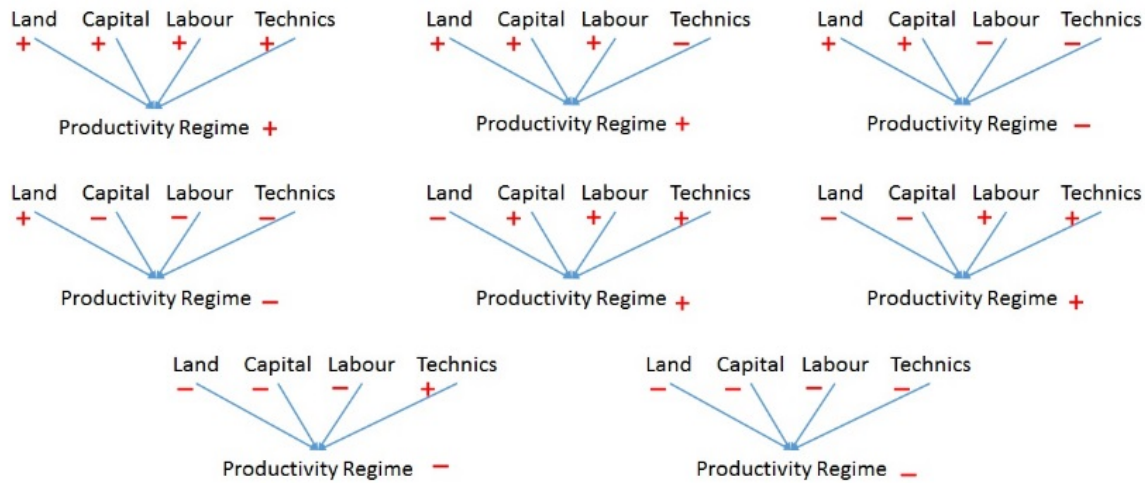 Land Capital Labour Technics Land Capital Labour Technics Land Capital Labour Technics
+ + + + + + + − + + − −
Productivity Regime + Productivity Regime + Productivity Regime −
Land Capital Labour Technics Land Capital Labour Technics Land Capital Labour Technics
+ − − − − + + + − − + +
Productivity Regime − Productivity Regime + Productivity Regime +
Land Capital Labour Technics Land Capital Labour Technics
− − − + − − − −
Productivity Regime − Productivity Regime −